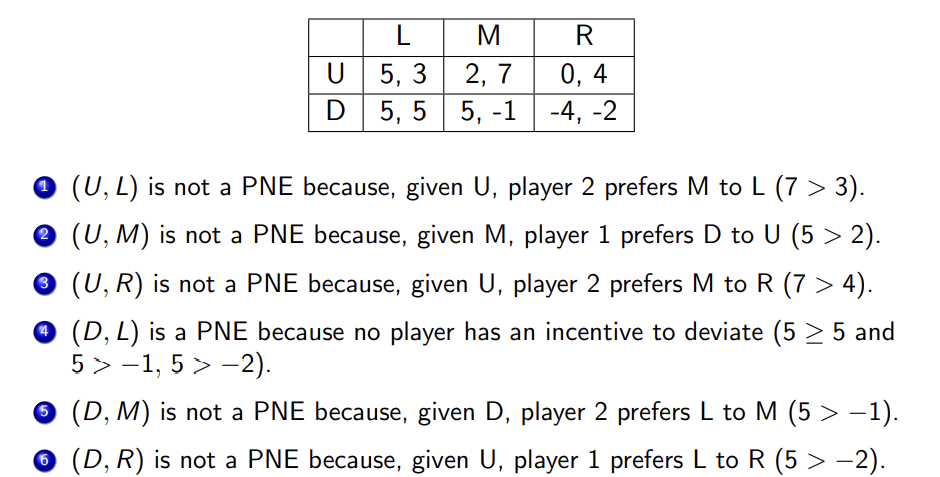 L M R
U 5, 3 2, 7 0, 4
D 5, 5 5, -1 -4, -2
1 (U, L) is not a PNE because, given U, player 2 prefers M to L (7 > 3).
2 (U, M) is not a PNE because, given M, player 1 prefers D to U (5 > 2).
3 (U, R) is not a PNE because, given U, player 2 prefers M to R (7 > 4).
4 (D, L) is a PNE because no player has an incentive to deviate (5 ≥ 5 and
5 > −1, 5 > −2).
5 (D, M) is not a PNE because, given D, player 2 prefers L to M (5 > −1).
6 (D, R) is not a PNE because, given U, player 1 prefers L to R (5 > −2).